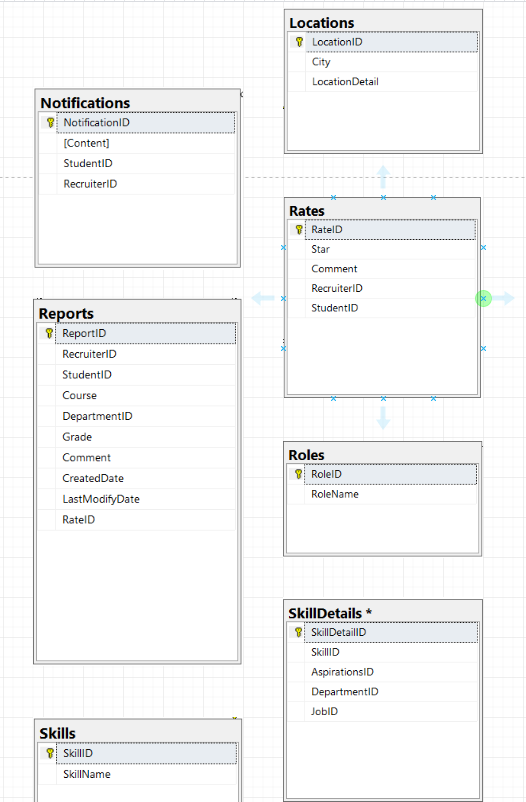 Locations
LocationID
City
LocationDetail
Notifications
NotificationID
[Content]
StudentID
RecruiterID
Rates
RateID
Star
Comment
RecruiterID
StudentID
Reports
ReportID
RecruiterID
StudentID
Course
DepartmentID
Grade
Comment
CreatedDate
LastModifyDate
RateID
Roles
RoleID
RoleName
SkillDetails *
SkillDetailID
SkillID
AspirationsID
DepartmentID
JobID
Skills
SkillID
SkillName